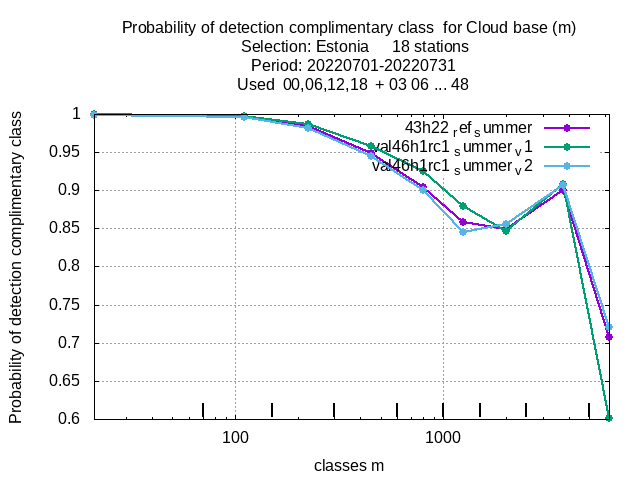 Probability of detection complimentary class  for Cloud base (m)
Selection: Estonia     18 stations
Period: 20220701-20220731
Used  00,06,12,18  + 03 06 ... 48
Probability of detection complimentary class
1
0.95
0.9
0.85
0.8
0.75
0.7
0.65
0.6
43h22 ref summer
val46h1rc1 summer v1
val46h1rc1 summer v2
100
1000
classes m